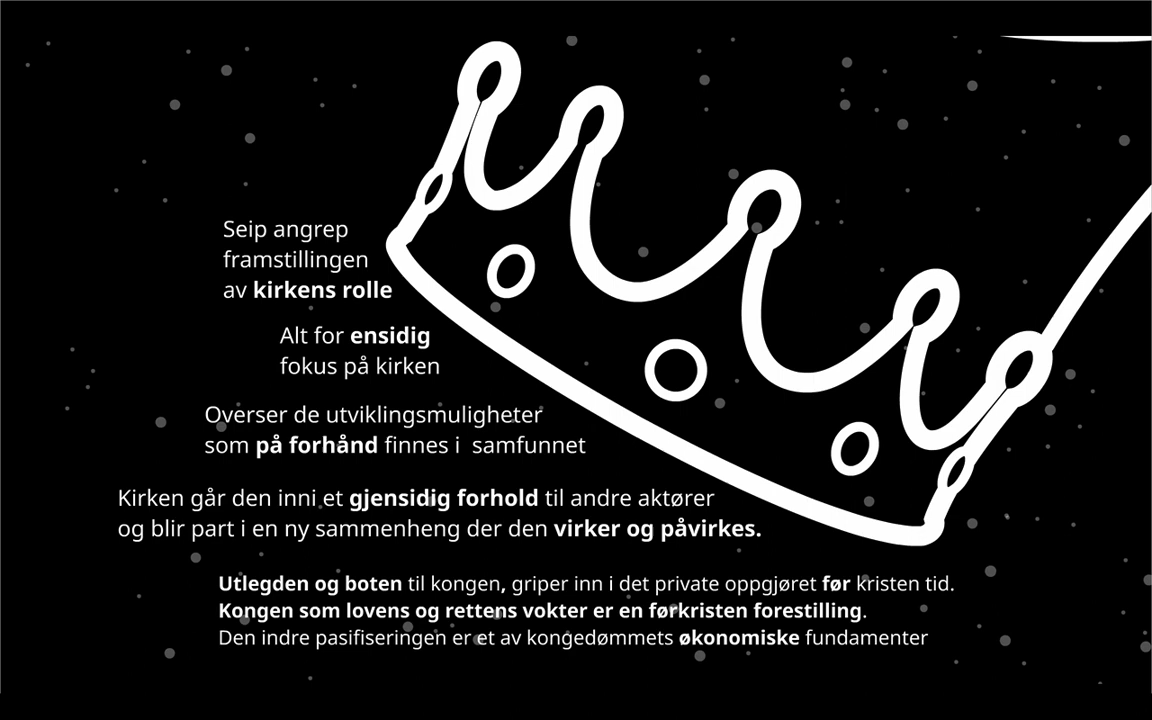 Seip angrep
framstillingen
av kirkens rolle
Alt for ensidig
fokus på kirken
Overser de utviklingsmuligheter
som på forhånd finnes i  samfunnet
Kirken går den inni et gjensidig forhold til andre aktører
og blir part i en ny sammenheng der den virker og påvirkes.
Utlegden og boten til kongen, griper inn i det private oppgjøret før kristen tid.
Kongen som lovens og rettens vokter er en førkristen forestilling.
Den indre pasifiseringen er et av kongedømmets økonomiske fundamenter